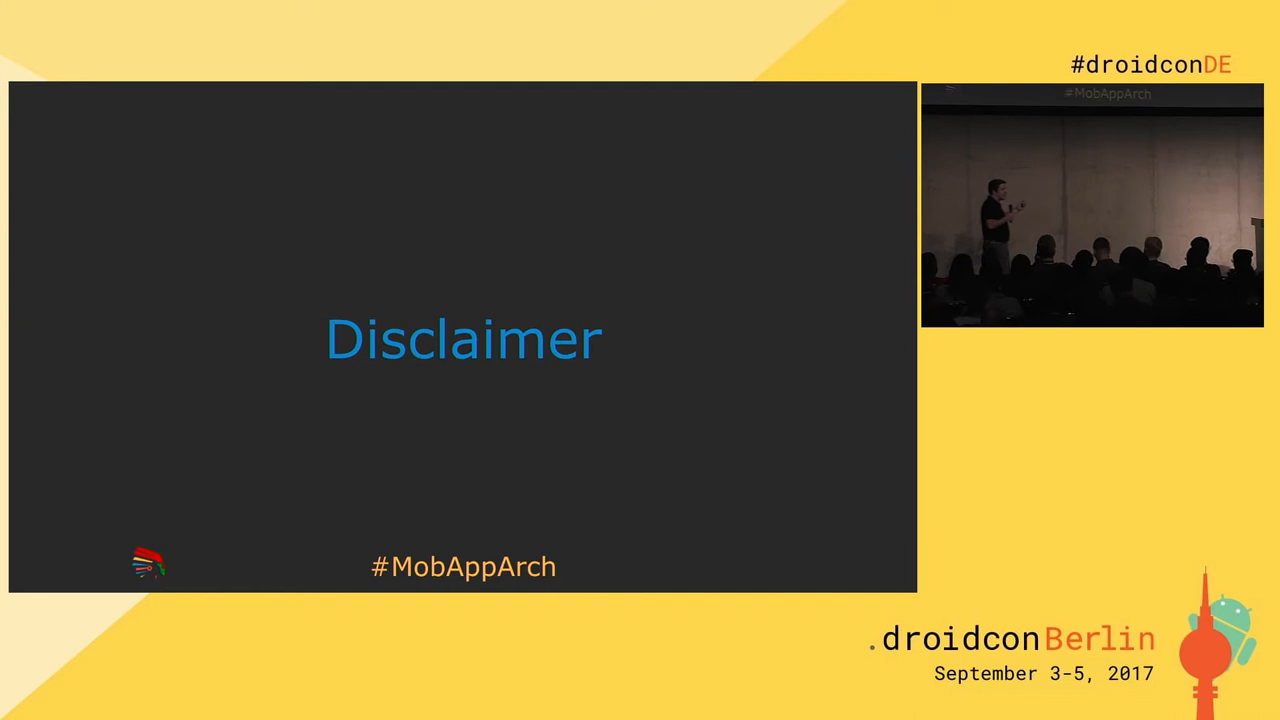 #droidconDE
#MobAppArch
Disclaimer
#MobAppArch
.droidconBerlin
September 3-5, 2017